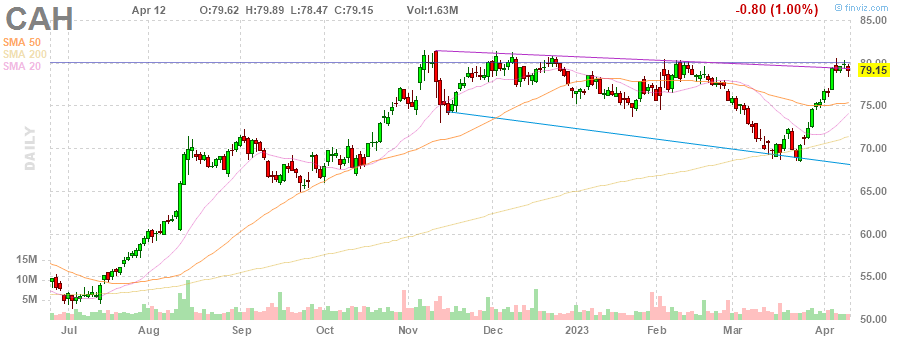 CAH Apr 12 O:79.62 H:79.89 L:78.47 C:79.15 Vol:1.63M -0.80 (1.00%) © finviz.com
SMA 50
SMA 200
SMA 20
DAILY
85.00
80.00
79.15
75.00
70.00
65.00
60.00
55.00
50.00
15M
10M
5M
Jul Aug Sep Oct Nov Dec 2023 Feb Mar Apr